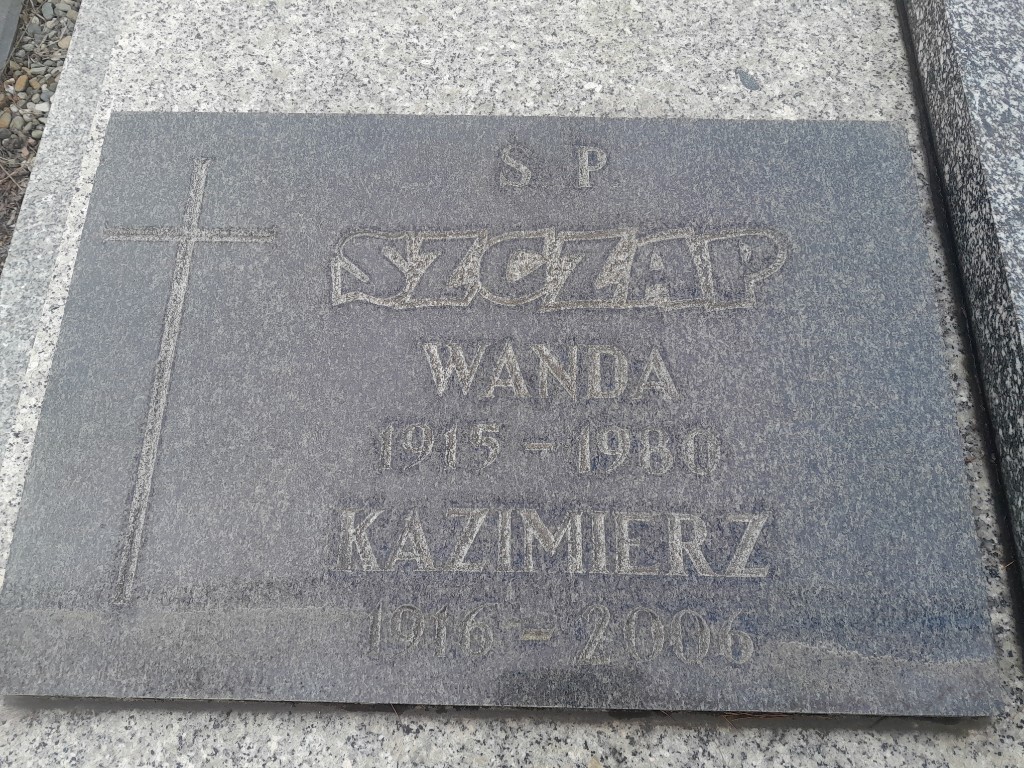 S P
SZCZAP
WANDA
1915 - 1980
KAZIMIERZ
1916 - 2006